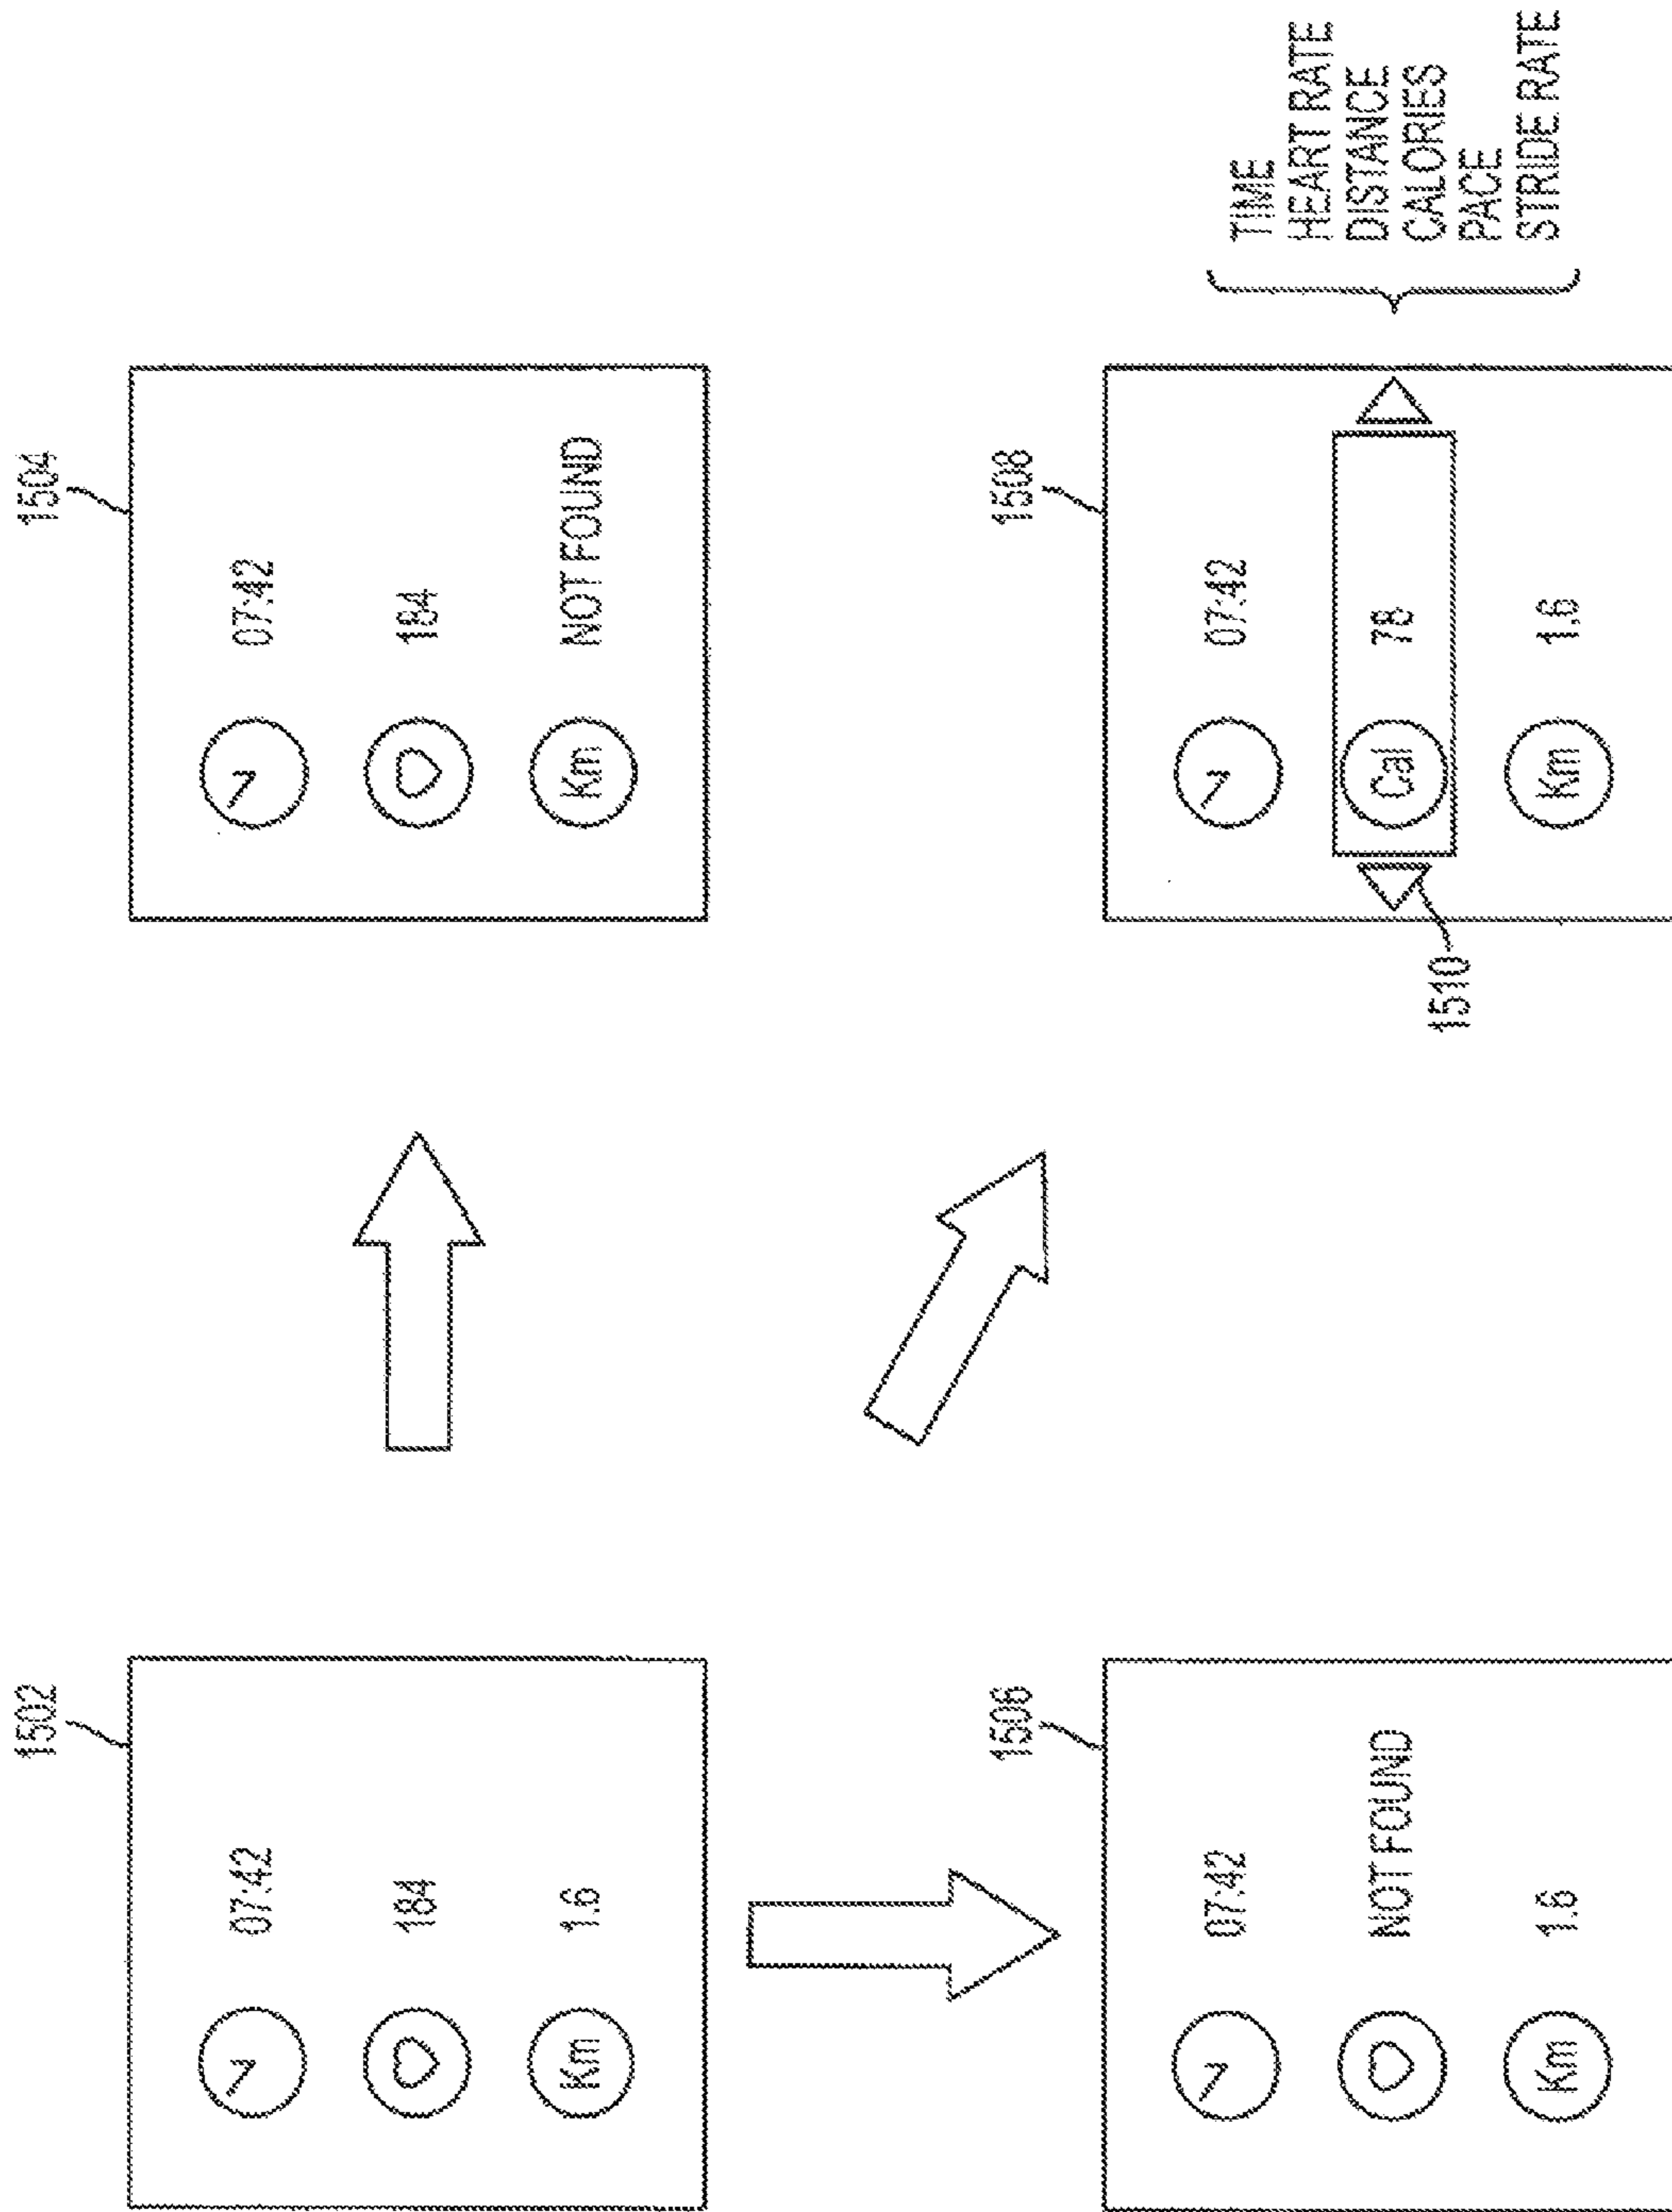 1502
07:42
184
Km 1.6
1504
07:42
184
Km NOT FOUND
1506
07:42
NOT FOUND
Km 1.6
1508
07:42
Cal 78
Km 1.6
1510
TIME
HEART RATE
DISTANCE
CALORIES
PACE
STRIDE RATE